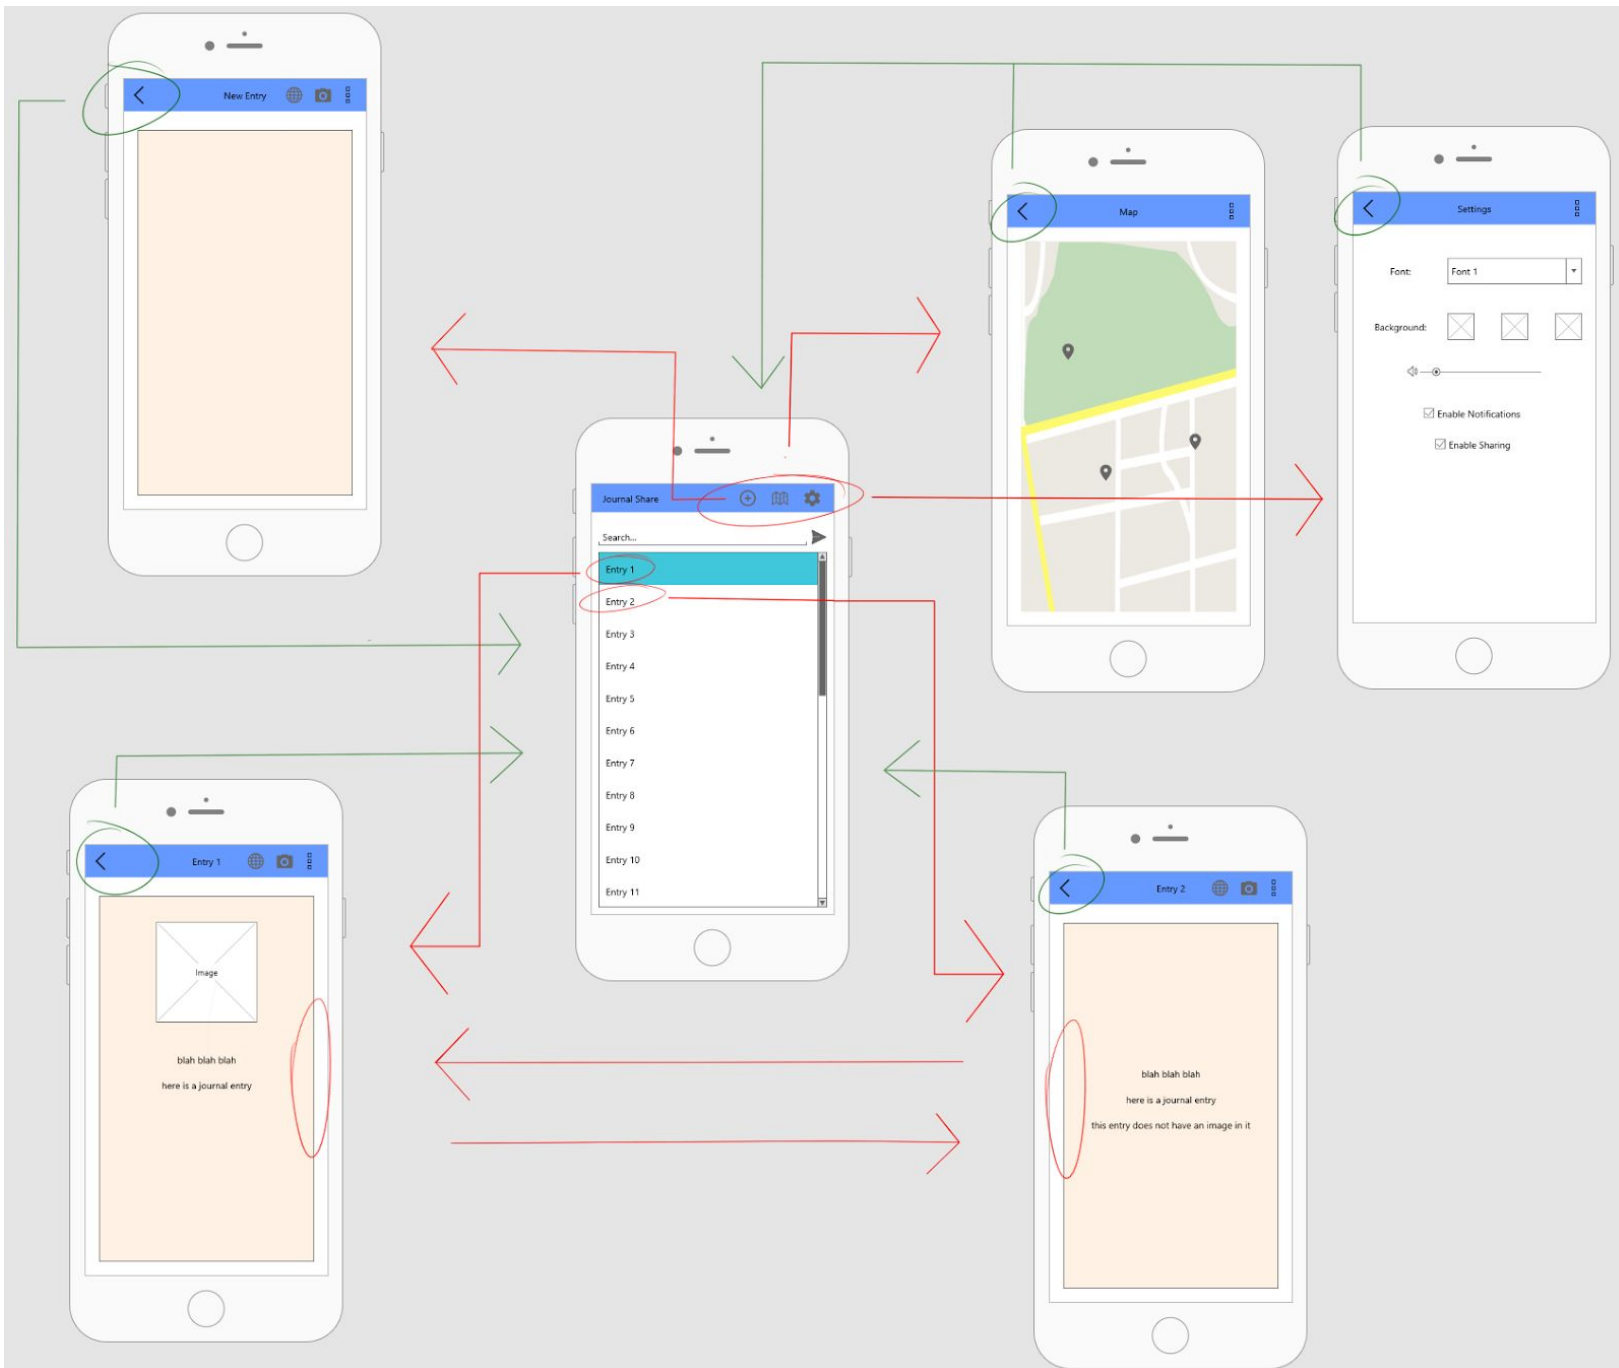 New Entry
Map
Settings
Font:
Font 1
Background:
Enable Notifications
Enable Sharing
Journal Share
Search...
Entry 1
Entry 2
Entry 3
Entry 4
Entry 5
Entry 6
Entry 7
Entry 8
Entry 9
Entry 10
Entry 11
Entry 1
Image
blah blah blah
here is a journal entry
Entry 2
blah blah blah
here is a journal entry
this entry does not have an image in it